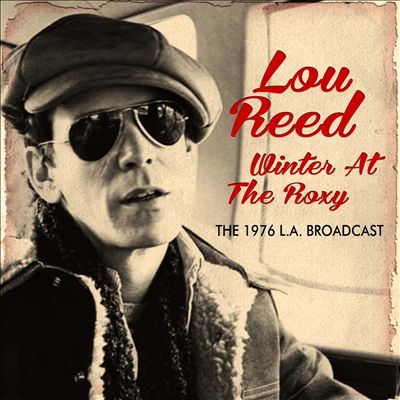 Lou
Reed
Winter At
The Roxy
THE 1976 L.A. BROADCAST